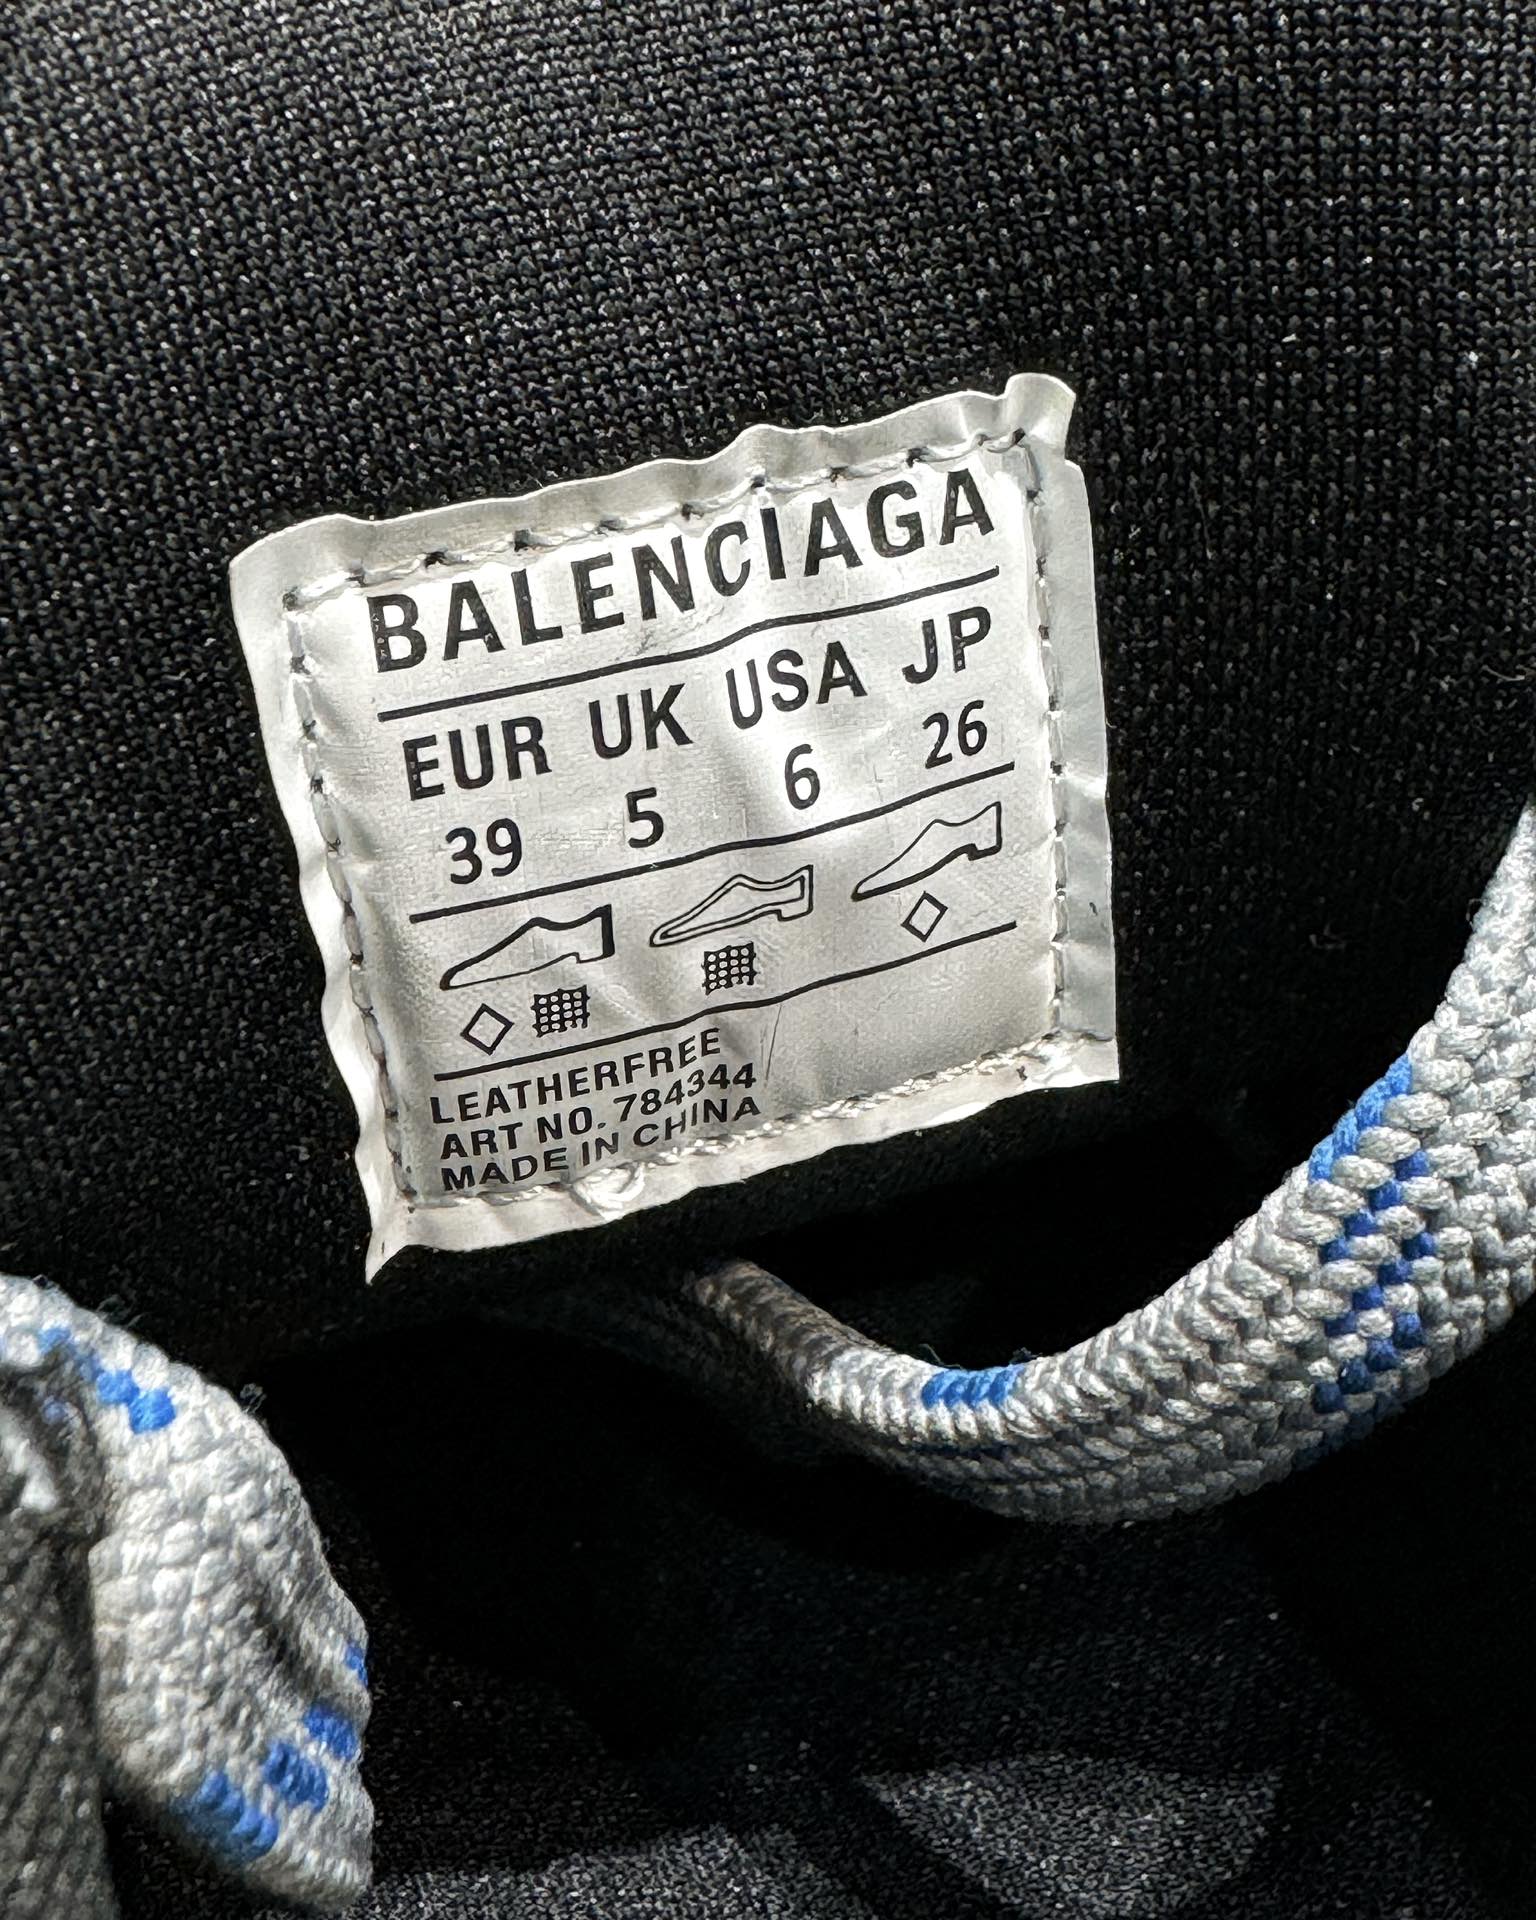 BALENCIAGA
EUR UK USA JP
39 5 6 26
LEATHERFREE
ART NO. 784344
MADE IN CHINA